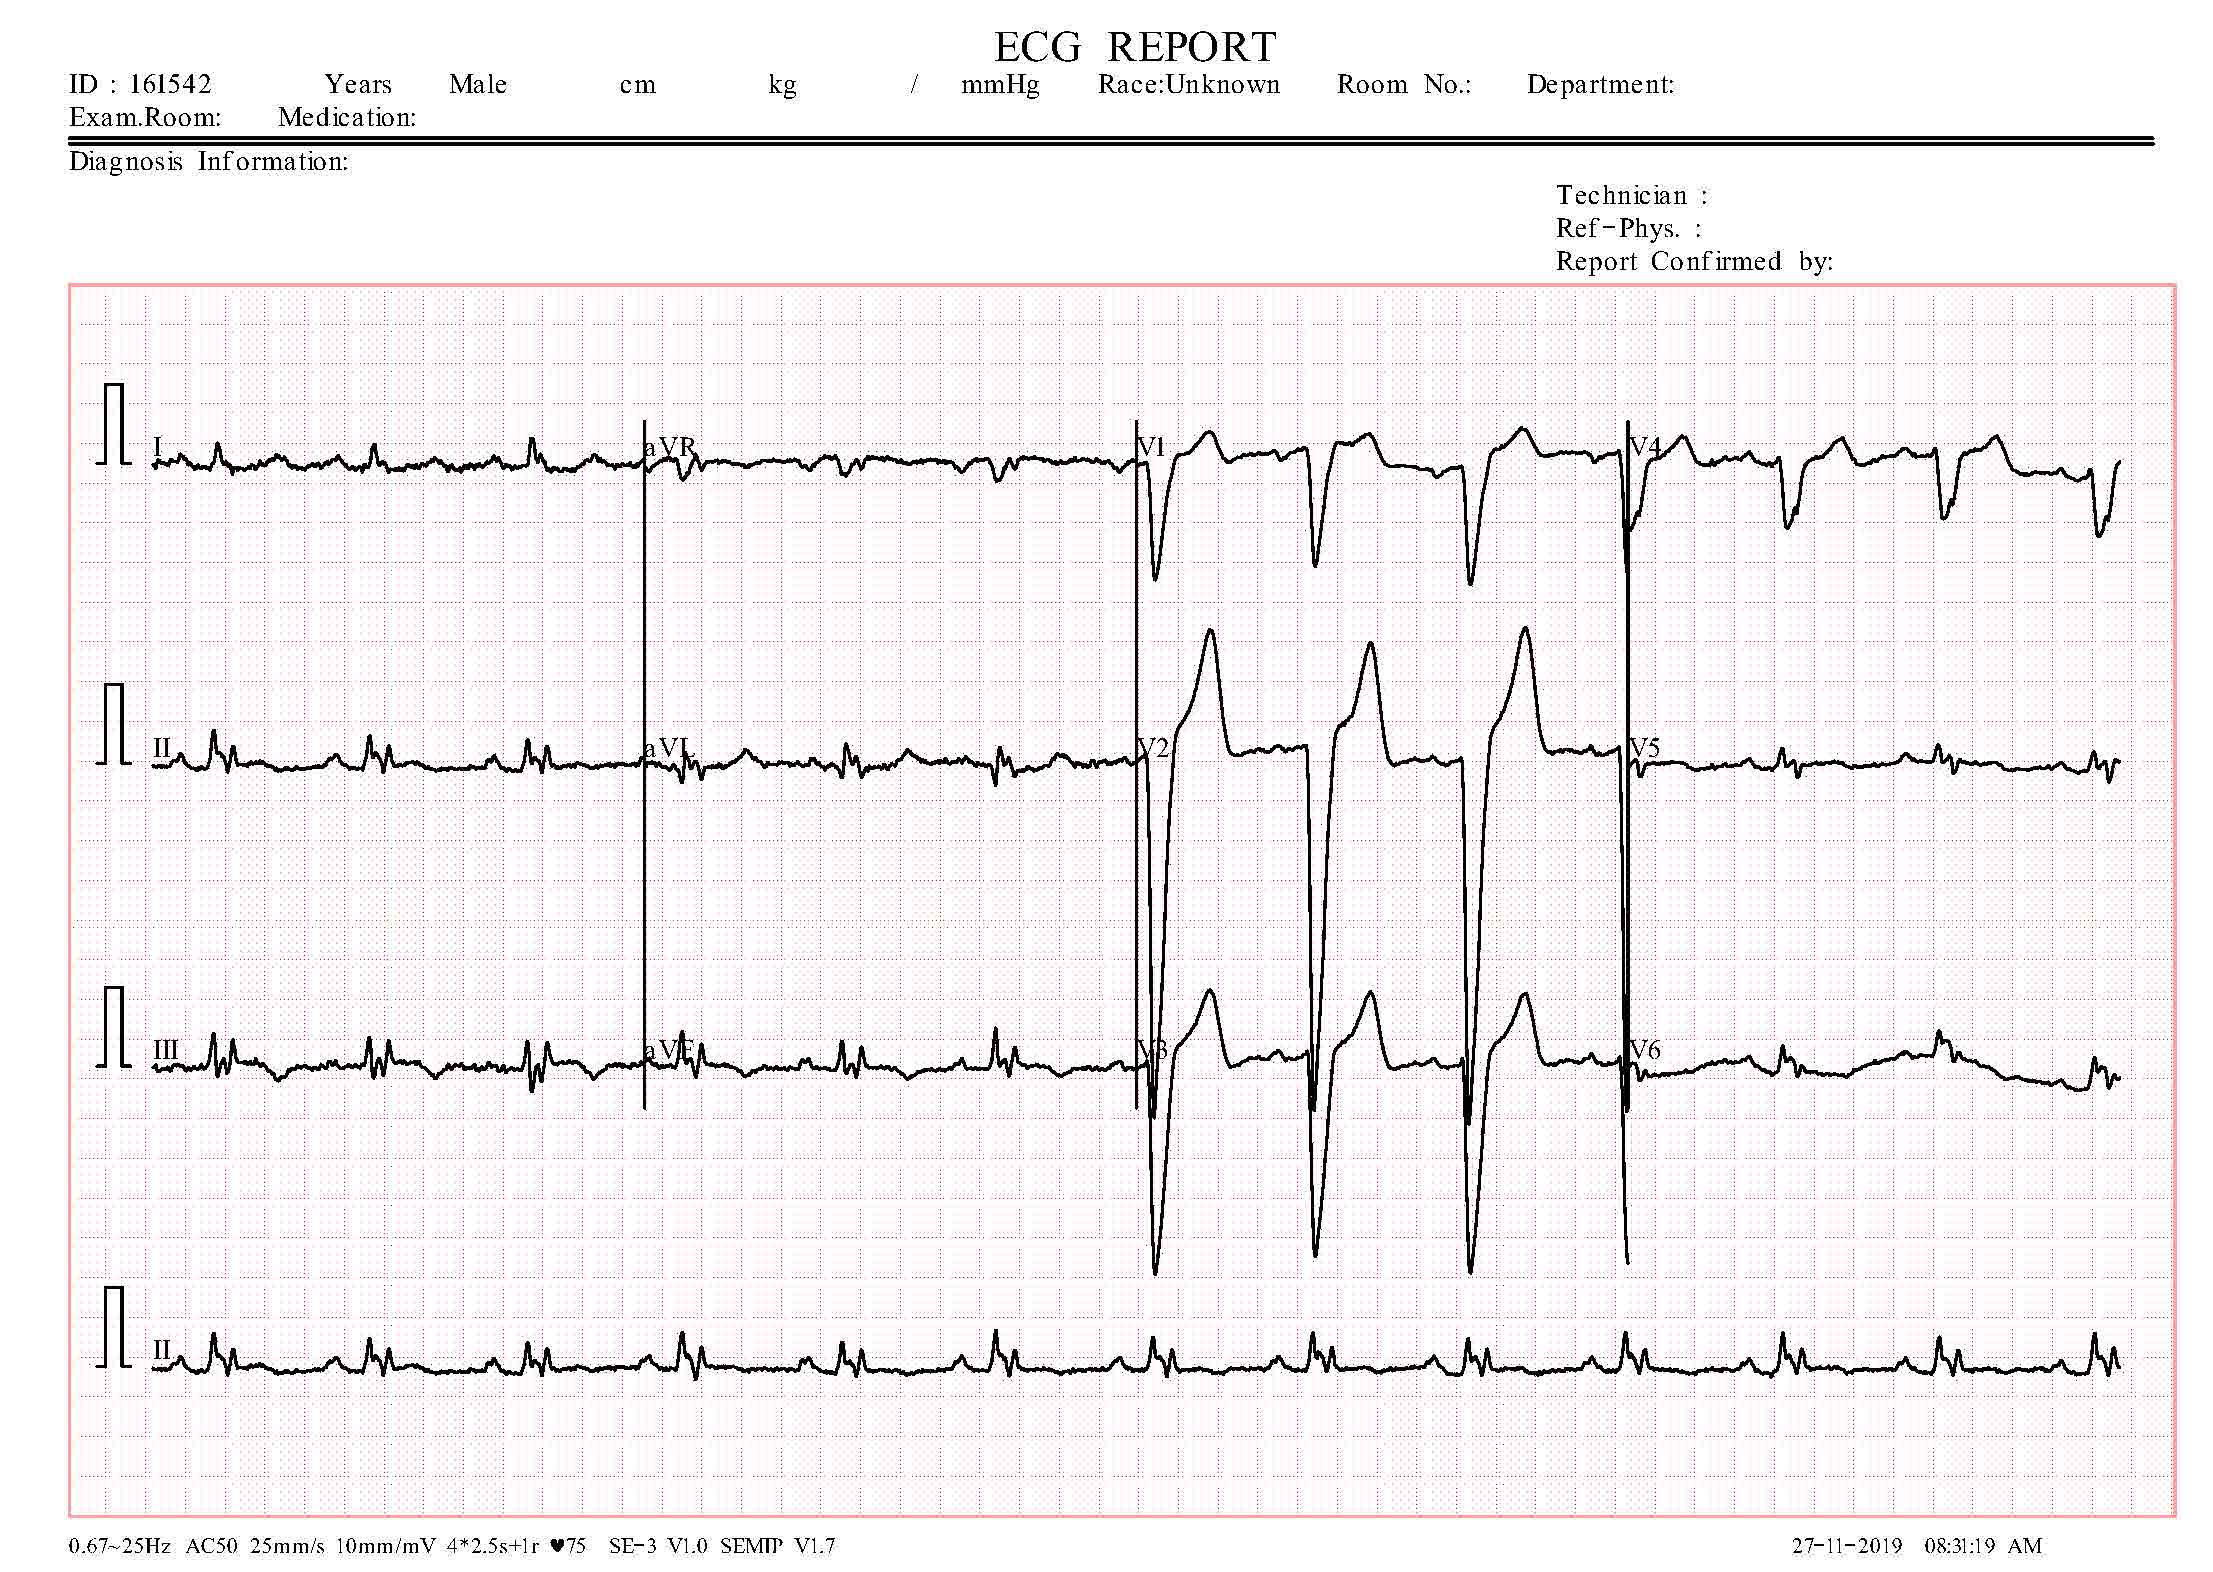 ECG REPORT
ID : 161542 Years Male cm kg / mmHg Race:Unknown Room No.: Department:
Exam.Room: Medication:
Diagnosis Information:
Technician :
Ref-Phys. :
Report Confirmed by:
I aVR V1 V4
II aVL V2 V5
III aVF V3 V6
II
0.67~25Hz AC50 25mm/s 10mm/mV 4*2.5s+1r ♥75 SE-3 V1.0 SEMIP V1.7 27-11-2019 08:31:19 AM